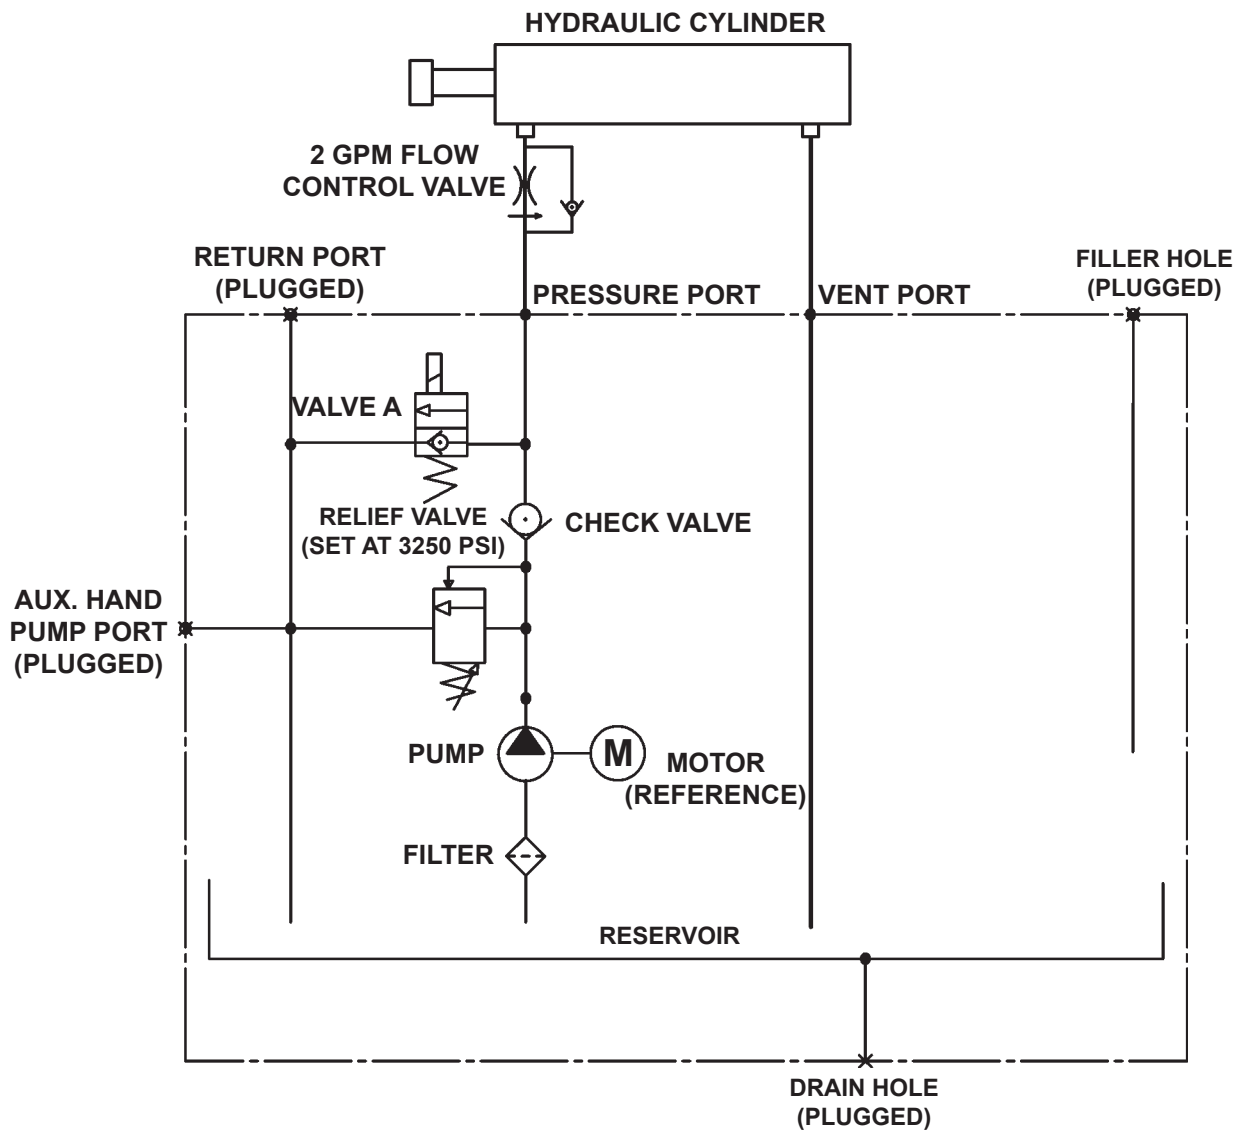 HYDRAULIC CYLINDER
2 GPM FLOW
CONTROL VALVE
RETURN PORT
(PLUGGED)
FILLER HOLE
(PLUGGED)
PRESSURE PORT
VENT PORT
VALVE A
RELIEF VALVE
(SET AT 3250 PSI)
CHECK VALVE
AUX. HAND
PUMP PORT
(PLUGGED)
PUMP
M
MOTOR
(REFERENCE)
FILTER
RESERVOIR
DRAIN HOLE
(PLUGGED)